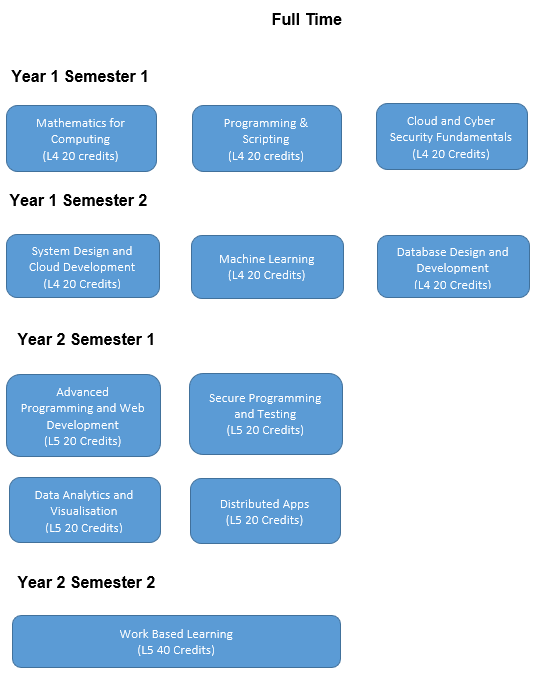 Full Time
Year 1 Semester 1
Mathematics for
Computing
(L4 20 credits)
Programming &
Scripting
(L4 20 credits)
Cloud and Cyber
Security Fundamentals
(L4 20 Credits)
Year 1 Semester 2
System Design and
Cloud Development
(L4 20 Credits)
Machine Learning
(L4 20 Credits)
Database Design and
Development
(L4 20 Credits)
Year 2 Semester 1
Advanced
Programming and Web
Development
(L5 20 Credits)
Secure Programming
and Testing
(L5 20 Credits)
Data Analytics and
Visualisation
(L5 20 Credits)
Distributed Apps
(L5 20 Credits)
Year 2 Semester 2
Work Based Learning
(L5 40 Credits)